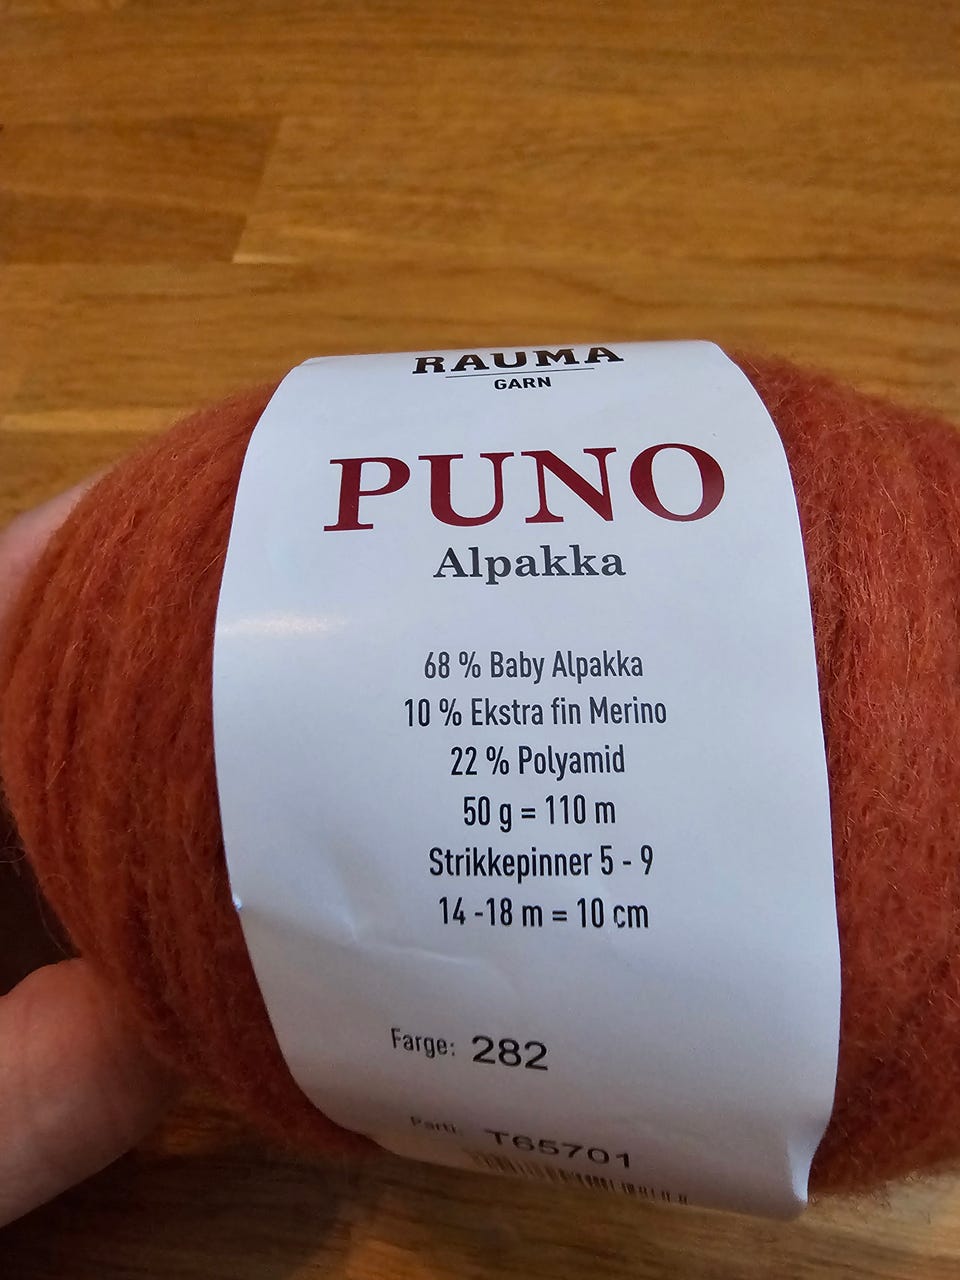 RAUMA
GARN
PUNO
Alpakka
68 % Baby Alpakka
10 % Ekstra fin Merino
22 % Polyamid
50 g = 110 m
Strikkepinner 5 - 9
14 -18 m = 10 cm
Farge: 282
Parti: T65701